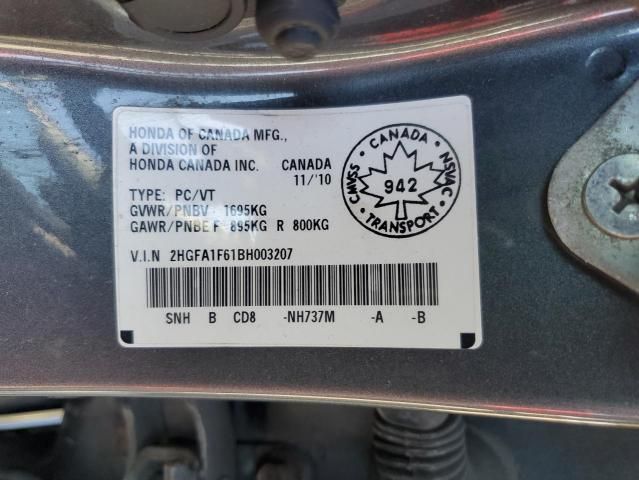 HONDA OF CANADA MFG.,
A DIVISION OF
HONDA CANADA INC. CANADA
11/'10
TYPE: PC/VT
GVWR/PNBV 1695KG
GAWR/PNBE F 895KG R 800KG
V.I.N 2HGFA1F61BH003207
SNH B CD8 -NH737M -A -B
CANADA
CMVSS NSVAC
942
TRANSPORT